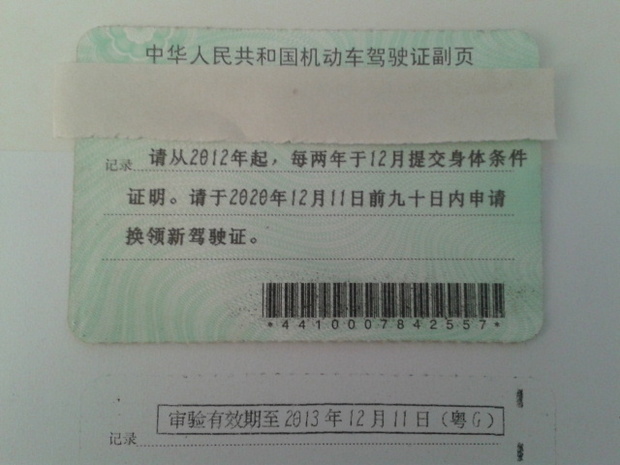 中华人民共和国机动车驾驶证副页
记录 请从2012年起，每两年于12月提交身体条件
证明。请于2020年12月11日前九十日内申请
换领新驾驶证。
*4410007842557*
审验有效期至2013年12月11日（粤G）
记录